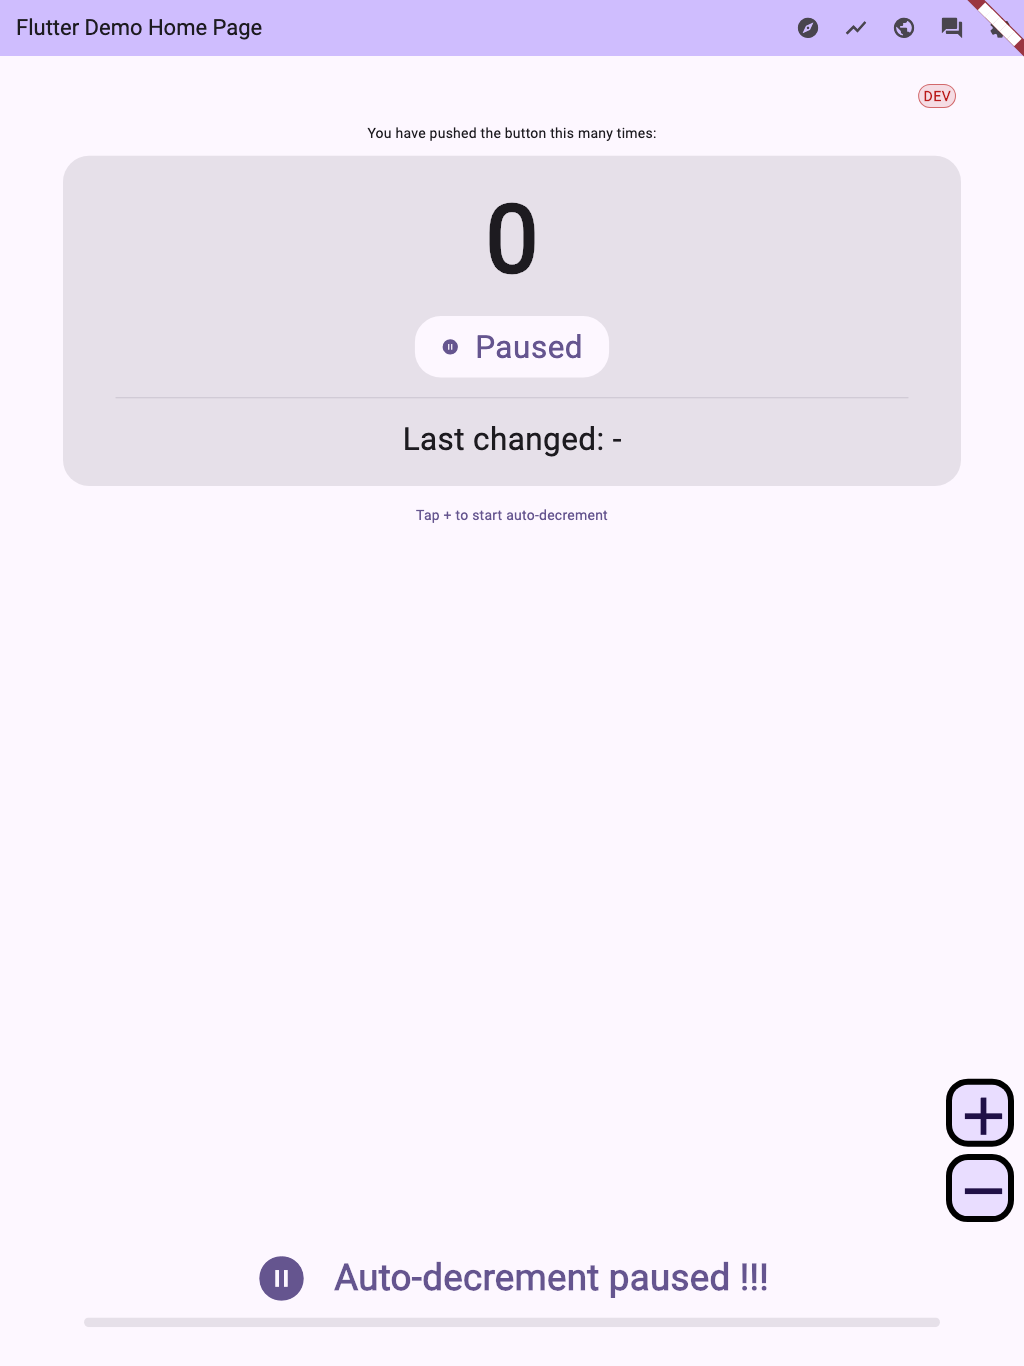 Flutter Demo Home Page
DEV
You have pushed the button this many times:
0
Paused
Last changed: -
Tap + to start auto-decrement
Auto-decrement paused !!!